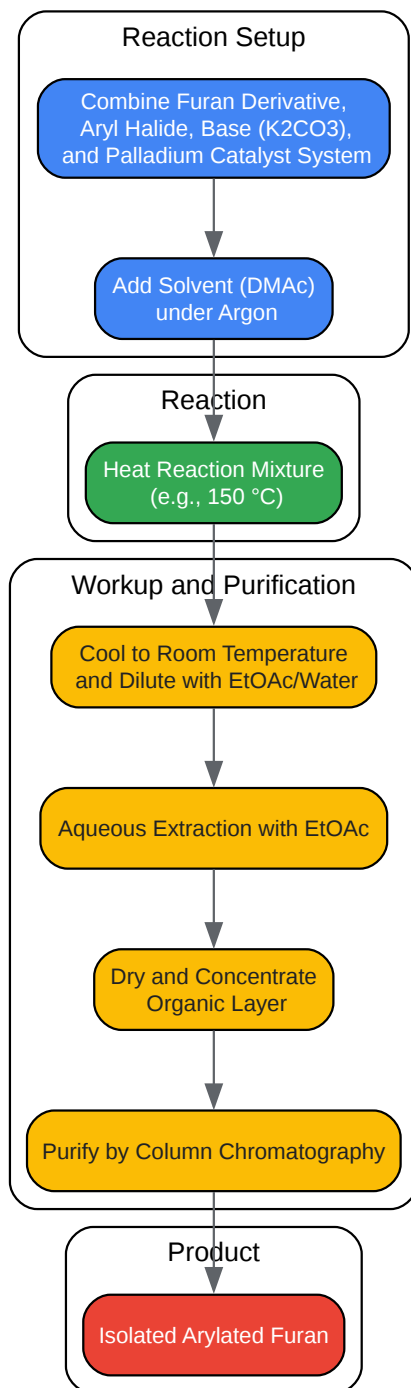 Reaction Setup
Combine Furan Derivative,
Aryl Halide, Base (K2CO3),
and Palladium Catalyst System
Add Solvent (DMAc)
under Argon
Reaction
Heat Reaction Mixture
(e.g., 150 °C)
Workup and Purification
Cool to Room Temperature
and Dilute with EtOAc/Water
Aqueous Extraction with EtOAc
Dry and Concentrate
Organic Layer
Purify by Column Chromatography
Product
Isolated Arylated Furan